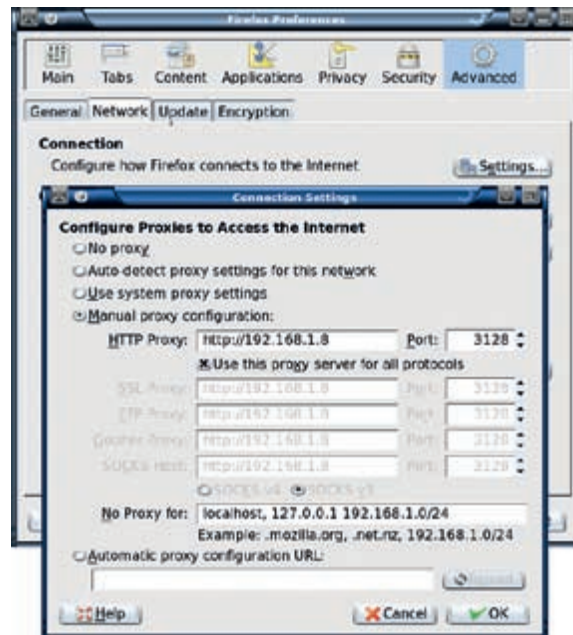 Firefox Preferences
Main Tabs Content Applications Privacy Security Advanced
General Network Update Encryption
Connection
Configure how Firefox connects to the Internet
Settings...
Connection Settings
Configure Proxies to Access the Internet
No proxy
Auto-detect proxy settings for this network
Use system proxy settings
Manual proxy configuration:
HTTP Proxy: http://192.168.1.8 Port: 3128
Use this proxy server for all protocols
SSL Proxy: http://192.168.1.8 Port: 3128
FTP Proxy: http://192.168.1.8 Port: 3128
Gopher Proxy: http://192.168.1.8 Port: 3128
SOCKS Host: http://192.168.1.8 Port: 3128
SOCKS v4 SOCKS v5
No Proxy for: localhost, 127.0.0.1 192.168.1.0/24
Example: .mozilla.org, .net.nz, 192.168.1.0/24
Automatic proxy configuration URL:
Help Cancel OK